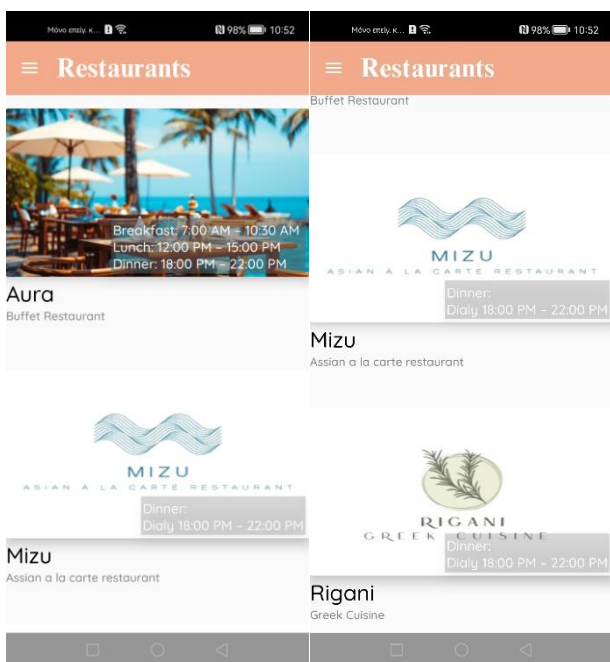 Μόνο επείγ. κ...
98% 10:52
Restaurants
Breakfast: 7:00 AM – 10:30 AM
Lunch: 12:00 PM – 15:00 PM
Dinner: 18:00 PM – 22:00 PM
Aura
Buffet Restaurant
MIZU
ASIAN À LA CARTE RESTAURANT
Dinner:
Dialy 18:00 PM – 22:00 PM
Mizu
Assian a la carte restaurant
Μόνο επείγ. κ...
98% 10:52
Restaurants
Buffet Restaurant
MIZU
ASIAN À LA CARTE RESTAURANT
Dinner:
Dialy 18:00 PM – 22:00 PM
Mizu
Assian a la carte restaurant
RIGANI
GREEK CUISINE
Dinner:
Dialy 18:00 PM – 22:00 PM
Rigani
Greek Cuisine